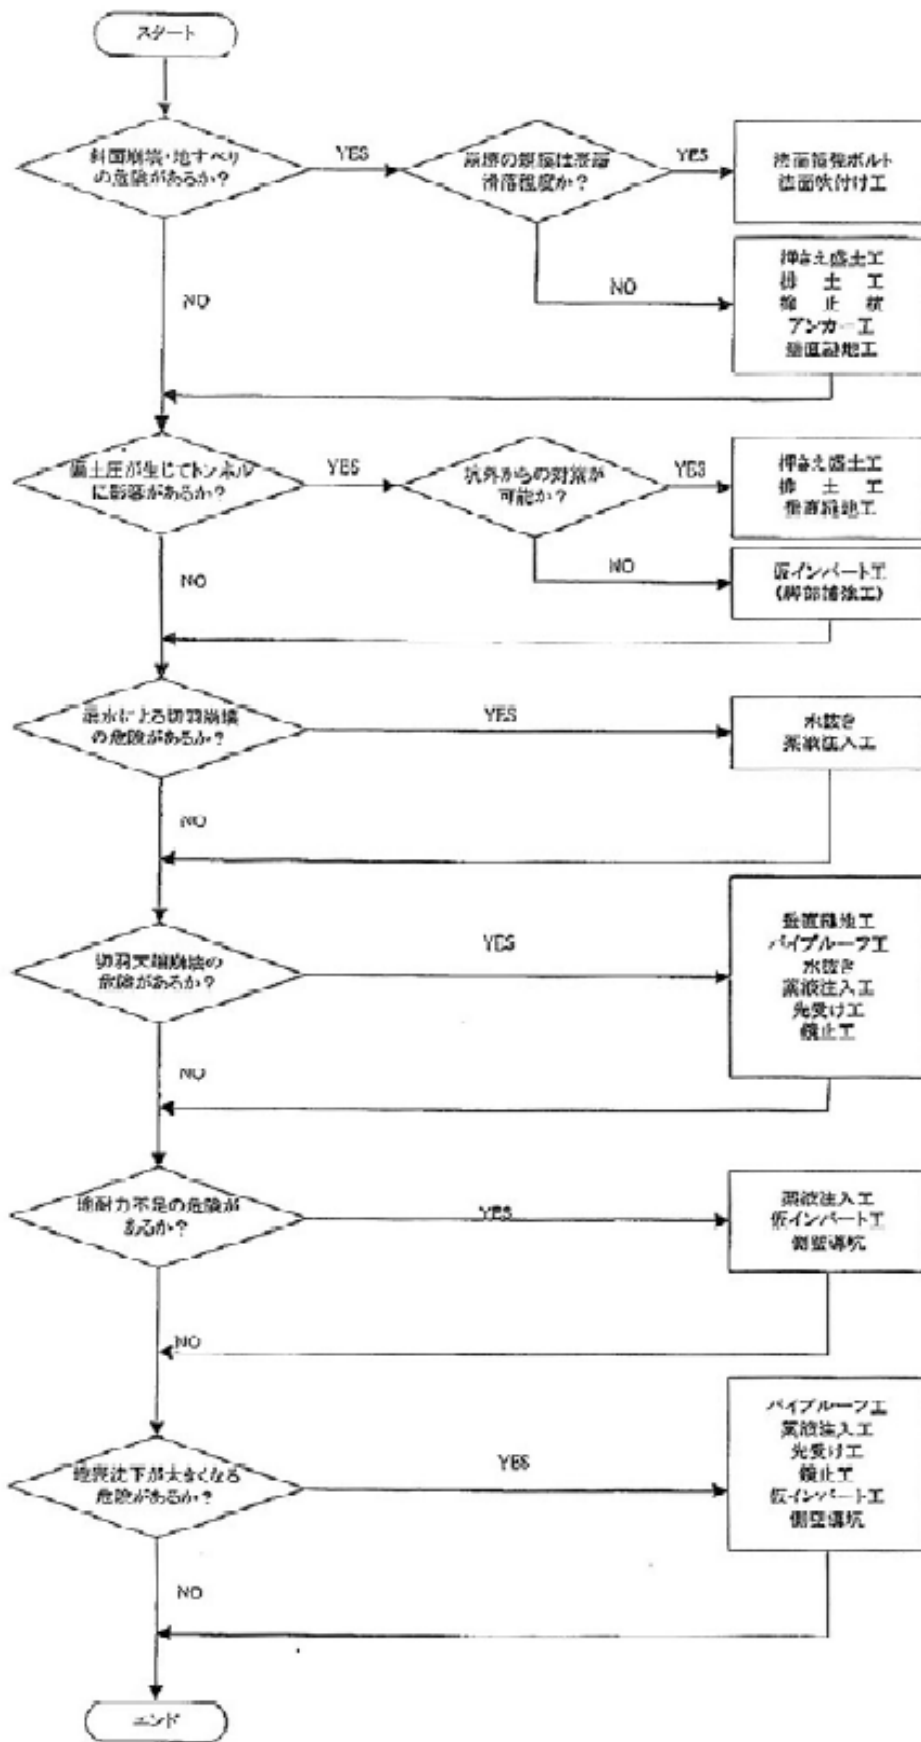 スタート
斜面崩壊・地すべり
の危険があるか？
YES
崩壊の規模は表層
滑落程度か？
YES
法面補強ボルト
法面吹付け工
NO
NO
押さえ盛土工
排 土 工
抑 止 杭
アンカー工
垂直縫地工
偏土圧が生じてトンネル
に影響があるか？
YES
坑外からの対策が
可能か？
YES
押さえ盛土工
排 土 工
垂直縫地工
NO
NO
仮インバート工
(脚部補強工)
湧水による切羽崩壊
の危険があるか？
YES
水抜き
薬液注入工
NO
切羽天端崩壊の
危険があるか？
YES
垂直縫地工
パイプルーフ工
水抜き
薬液注入工
先受け工
鏡止工
NO
地耐力不足の危険が
あるか？
YES
薬液注入工
仮インバート工
側壁導坑
NO
地表沈下が大きくなる
危険があるか？
YES
パイプルーフ工
薬液注入工
先受け工
鏡止工
仮インバート工
側壁導坑
NO
エンド